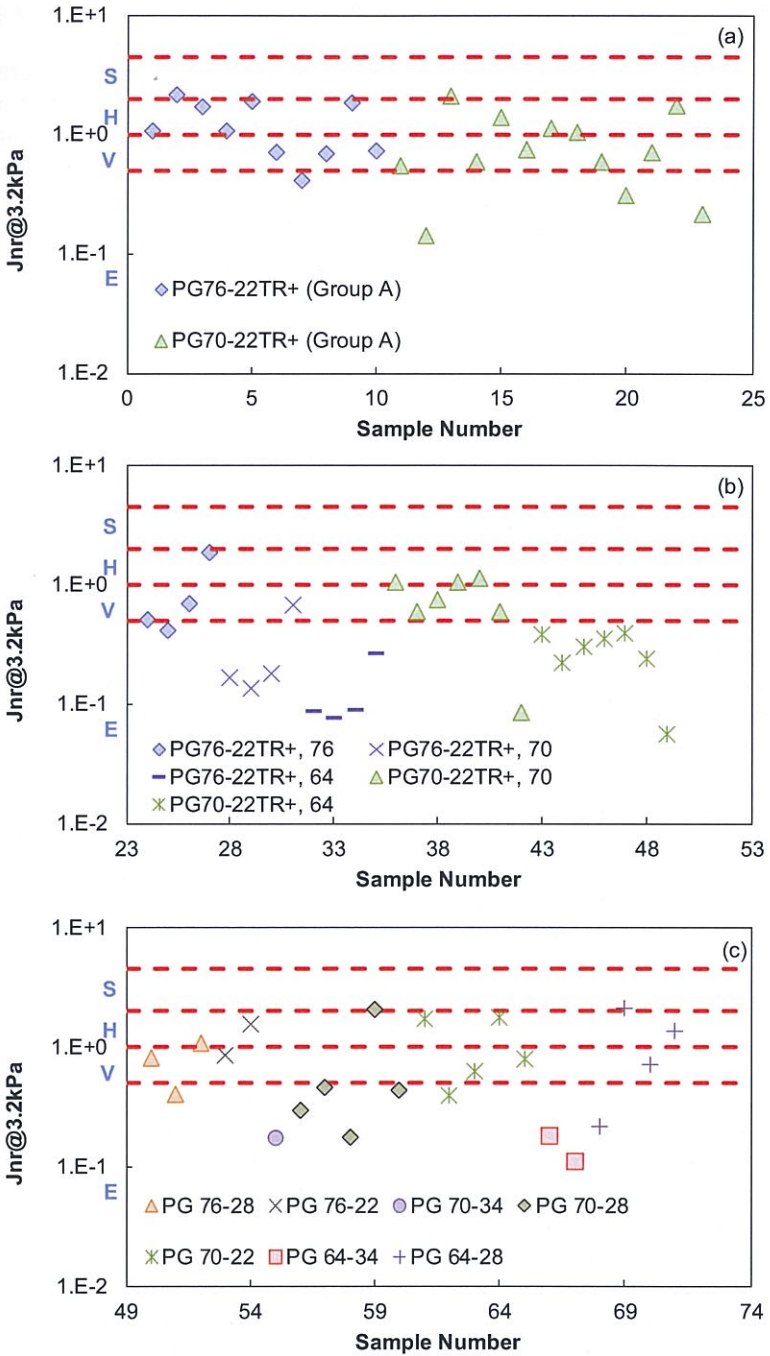 1.E+1
(a)
S
H
1.E+0
V
Jnr@3.2kPa
1.E-1
E
PG76-22TR+ (Group A)
PG70-22TR+ (Group A)
1.E-2
0 5 10 15 20 25
Sample Number
1.E+1
(b)
S
H
1.E+0
V
Jnr@3.2kPa
1.E-1
E
PG76-22TR+, 76 PG76-22TR+, 70
PG76-22TR+, 64 PG70-22TR+, 70
PG70-22TR+, 64
1.E-2
23 28 33 38 43 48 53
Sample Number
1.E+1
(c)
S
H
1.E+0
V
Jnr@3.2kPa
1.E-1
E
PG 76-28 PG 76-22 PG 70-34 PG 70-28
PG 70-22 PG 64-34 PG 64-28
1.E-2
49 54 59 64 69 74
Sample Number